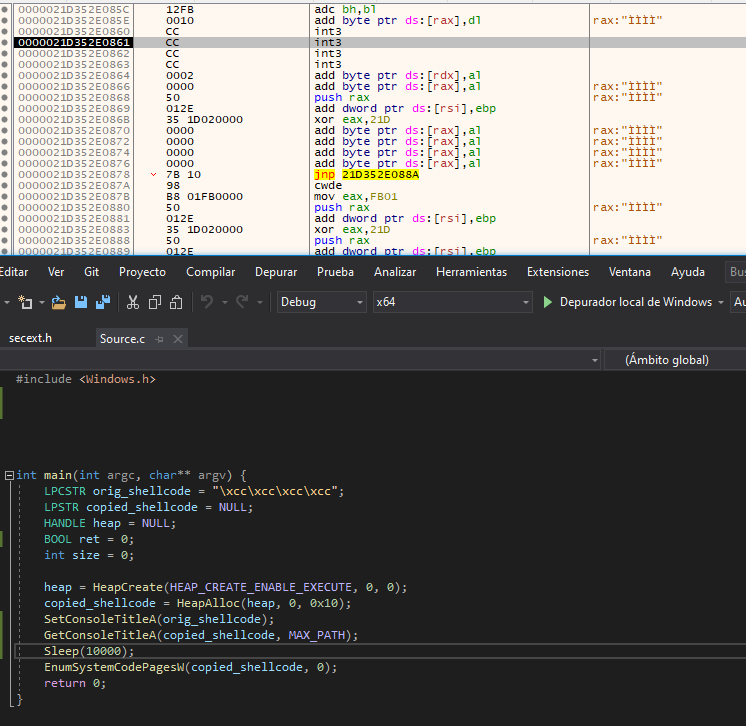 0000021D352E085C 12FB adc bh,bl
0000021D352E085E 0010 add byte ptr ds:[rax],dl rax:"ÌÌÌÌ"
0000021D352E0860 CC int3
0000021D352E0861 CC int3
0000021D352E0862 CC int3
0000021D352E0863 CC int3
0000021D352E0864 0002 add byte ptr ds:[rdx],al
0000021D352E0866 0000 add byte ptr ds:[rax],al rax:"ÌÌÌÌ"
0000021D352E0868 50 push rax rax:"ÌÌÌÌ"
0000021D352E0869 012E add dword ptr ds:[rsi],ebp
0000021D352E086B 35 1D020000 xor eax,21D
0000021D352E0870 0000 add byte ptr ds:[rax],al rax:"ÌÌÌÌ"
0000021D352E0872 0000 add byte ptr ds:[rax],al rax:"ÌÌÌÌ"
0000021D352E0874 0000 add byte ptr ds:[rax],al rax:"ÌÌÌÌ"
0000021D352E0876 0000 add byte ptr ds:[rax],al rax:"ÌÌÌÌ"
0000021D352E0878 7B 10 jnp 21D352E088A
0000021D352E087A 98 cwde
0000021D352E087B B8 01FB0000 mov eax,FB01
0000021D352E0880 50 push rax rax:"ÌÌÌÌ"
0000021D352E0881 012E add dword ptr ds:[rsi],ebp
0000021D352E0883 35 1D020000 xor eax,21D
0000021D352E0888 50 push rax rax:"ÌÌÌÌ"
0000021D352E0889 012E add dword ptr ds:[rsi],ebp
Editar Ver Git Proyecto Compilar Depurar Prueba Analizar Herramientas Extensiones Ventana Ayuda Bus
Debug x64 Depurador local de Windows Au
secext.h Source.c
(Ámbito global)
#include <Windows.h>
int main(int argc, char** argv) {
LPCSTR orig_shellcode = "\xcc\xcc\xcc\xcc";
LPSTR copied_shellcode = NULL;
HANDLE heap = NULL;
BOOL ret = 0;
int size = 0;
heap = HeapCreate(HEAP_CREATE_ENABLE_EXECUTE, 0, 0);
copied_shellcode = HeapAlloc(heap, 0, 0x10);
SetConsoleTitleA(orig_shellcode);
GetConsoleTitleA(copied_shellcode, MAX_PATH);
Sleep(10000);
EnumSystemCodePagesW(copied_shellcode, 0);
return 0;
}